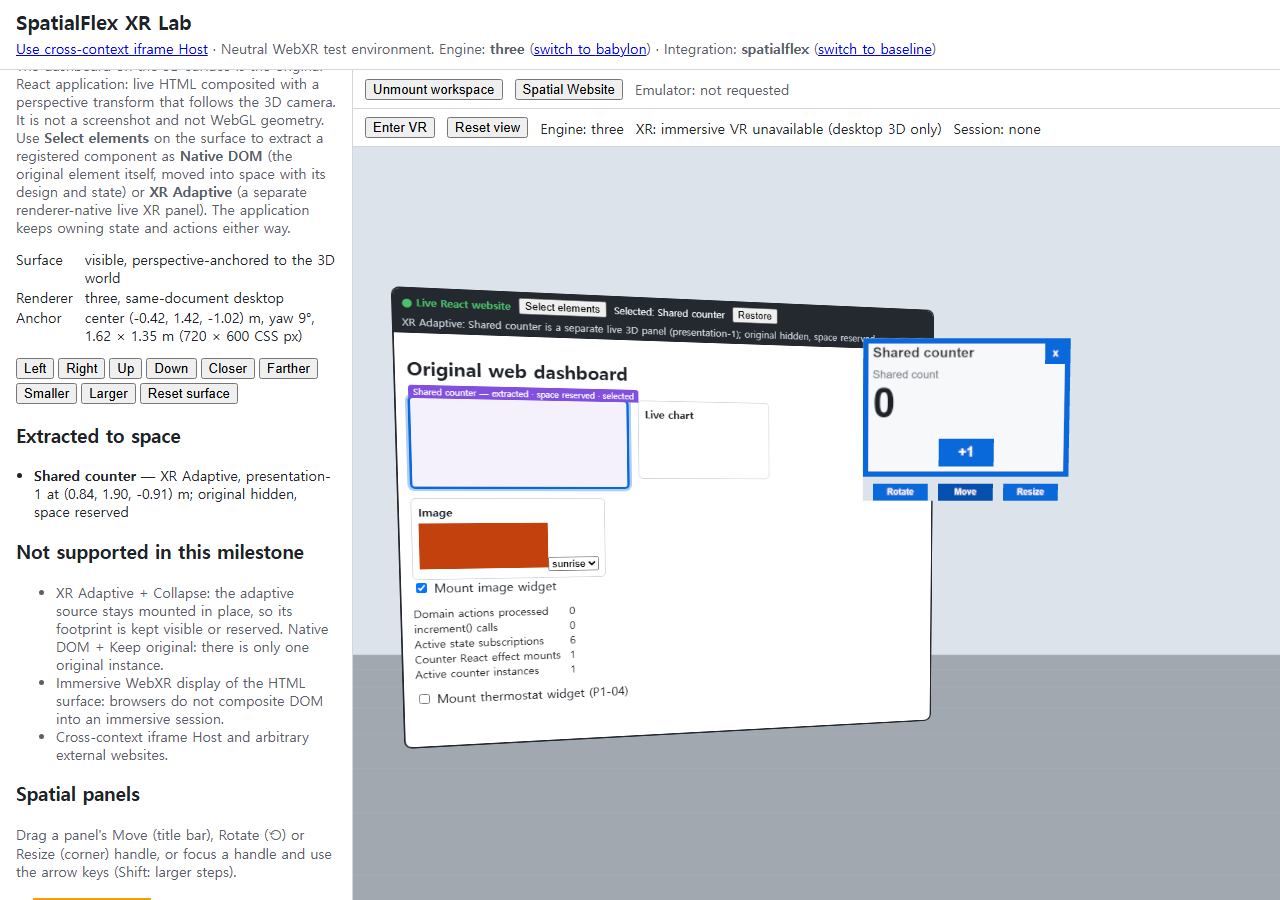 SpatialFlex XR Lab
Use cross-context iframe Host · Neutral WebXR test environment. Engine: three (switch to babylon) · Integration: spatialflex (switch to baseline)
React application: live HTML composited with a
perspective transform that follows the 3D camera.
It is not a screenshot and not WebGL geometry.
Use Select elements on the surface to extract a
registered component as Native DOM (the
original element itself, moved into space with its
design and state) or XR Adaptive (a separate
renderer-native live XR panel). The application
keeps owning state and actions either way.
Surface visible, perspective-anchored to the 3D
world
Renderer three, same-document desktop
Anchor center (-0.42, 1.42, -1.02) m, yaw 9°,
1.62 × 1.35 m (720 × 600 CSS px)
Left Right Up Down Closer Farther
Smaller Larger Reset surface
Extracted to space
• Shared counter — XR Adaptive, presentation-
1 at (0.84, 1.90, -0.91) m; original hidden,
space reserved
Not supported in this milestone
• XR Adaptive + Collapse: the adaptive
source stays mounted in place, so its
footprint is kept visible or reserved. Native
DOM + Keep original: there is only one
original instance.
• Immersive WebXR display of the HTML
surface: browsers do not composite DOM
into an immersive session.
• Cross-context iframe Host and arbitrary
external websites.
Spatial panels
Drag a panel's Move (title bar), Rotate (⟲) or
Resize (corner) handle, or focus a handle and use
the arrow keys (Shift: larger steps).
Unmount workspace Spatial Website Emulator: not requested
Enter VR Reset view Engine: three XR: immersive VR unavailable (desktop 3D only) Session: none
Live React website Select elements Selected: Shared counter Restore
XR Adaptive: Shared counter is a separate live 3D panel (presentation-1); original hidden, space reserved
Original web dashboard
Shared counter — extracted · space reserved · selected
Live chart
Image
sunrise
Mount image widget
Domain actions processed 0
increment() calls 0
Active state subscriptions 6
Counter React effect mounts 1
Active counter instances 1
Mount thermostat widget (P1-04)
Shared counter x
Shared count
0
+1
Rotate Move Resize